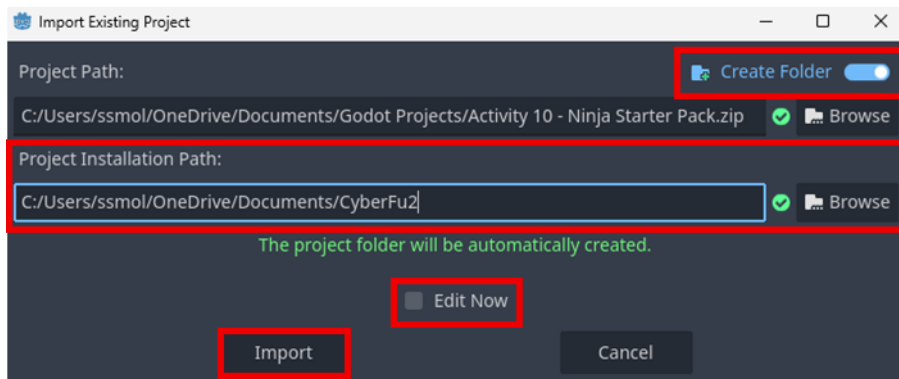 Import Existing Project
Project Path:
Create Folder
C:/Users/ssmol/OneDrive/Documents/Godot Projects/Activity 10 - Ninja Starter Pack.zip
Browse
Project Installation Path:
C:/Users/ssmol/OneDrive/Documents/CyberFu2
Browse
The project folder will be automatically created.
Edit Now
Import
Cancel